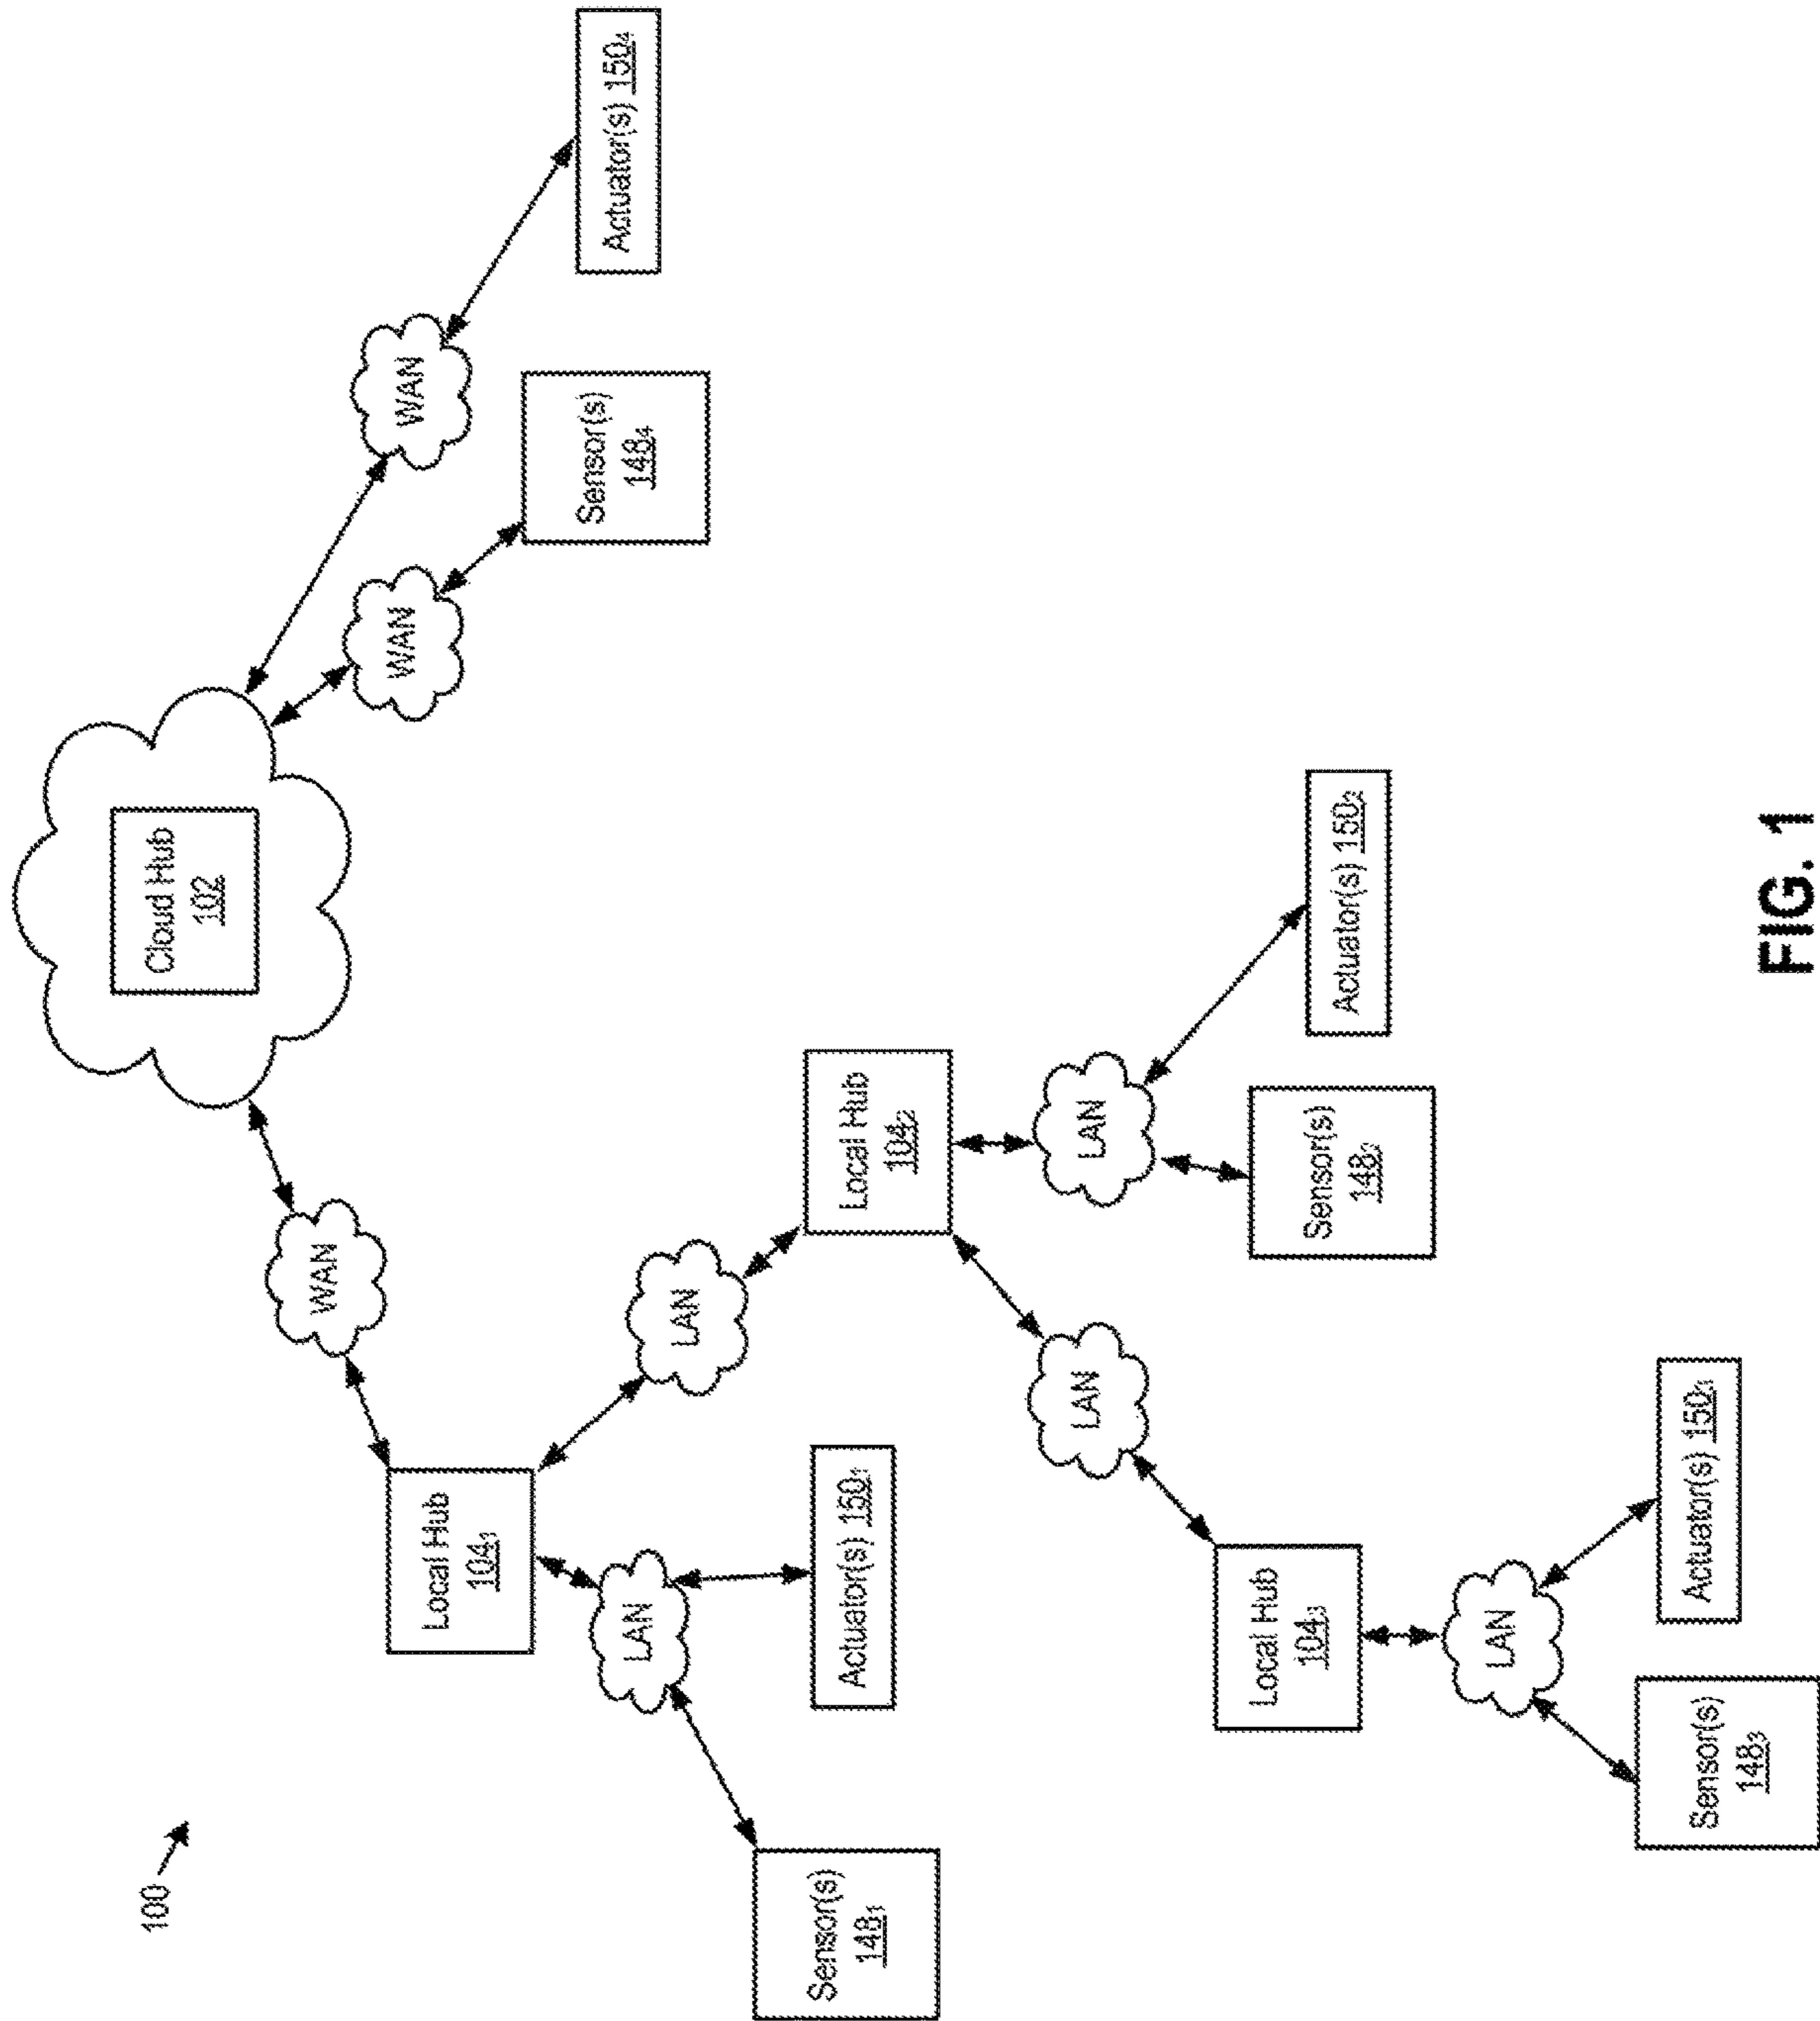 100
Cloud Hub
102
WAN
WAN
WAN
Local Hub
104₁
Sensor(s)
148₄
Actuator(s) 150₄
LAN
LAN
Sensor(s)
148₁
Actuator(s) 150₁
Local Hub
104₂
LAN
LAN
Local Hub
104₃
Sensor(s)
148₂
Actuator(s) 150₂
LAN
Sensor(s)
148₃
Actuator(s) 150₃
FIG. 1